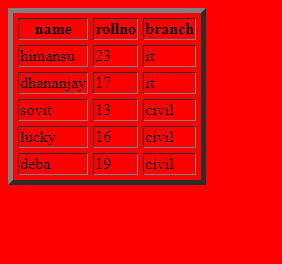 name rollno branch
himansu 23 it
dhananjay 17 it
sovit 13 civil
lucky 16 civil
deba 19 civil